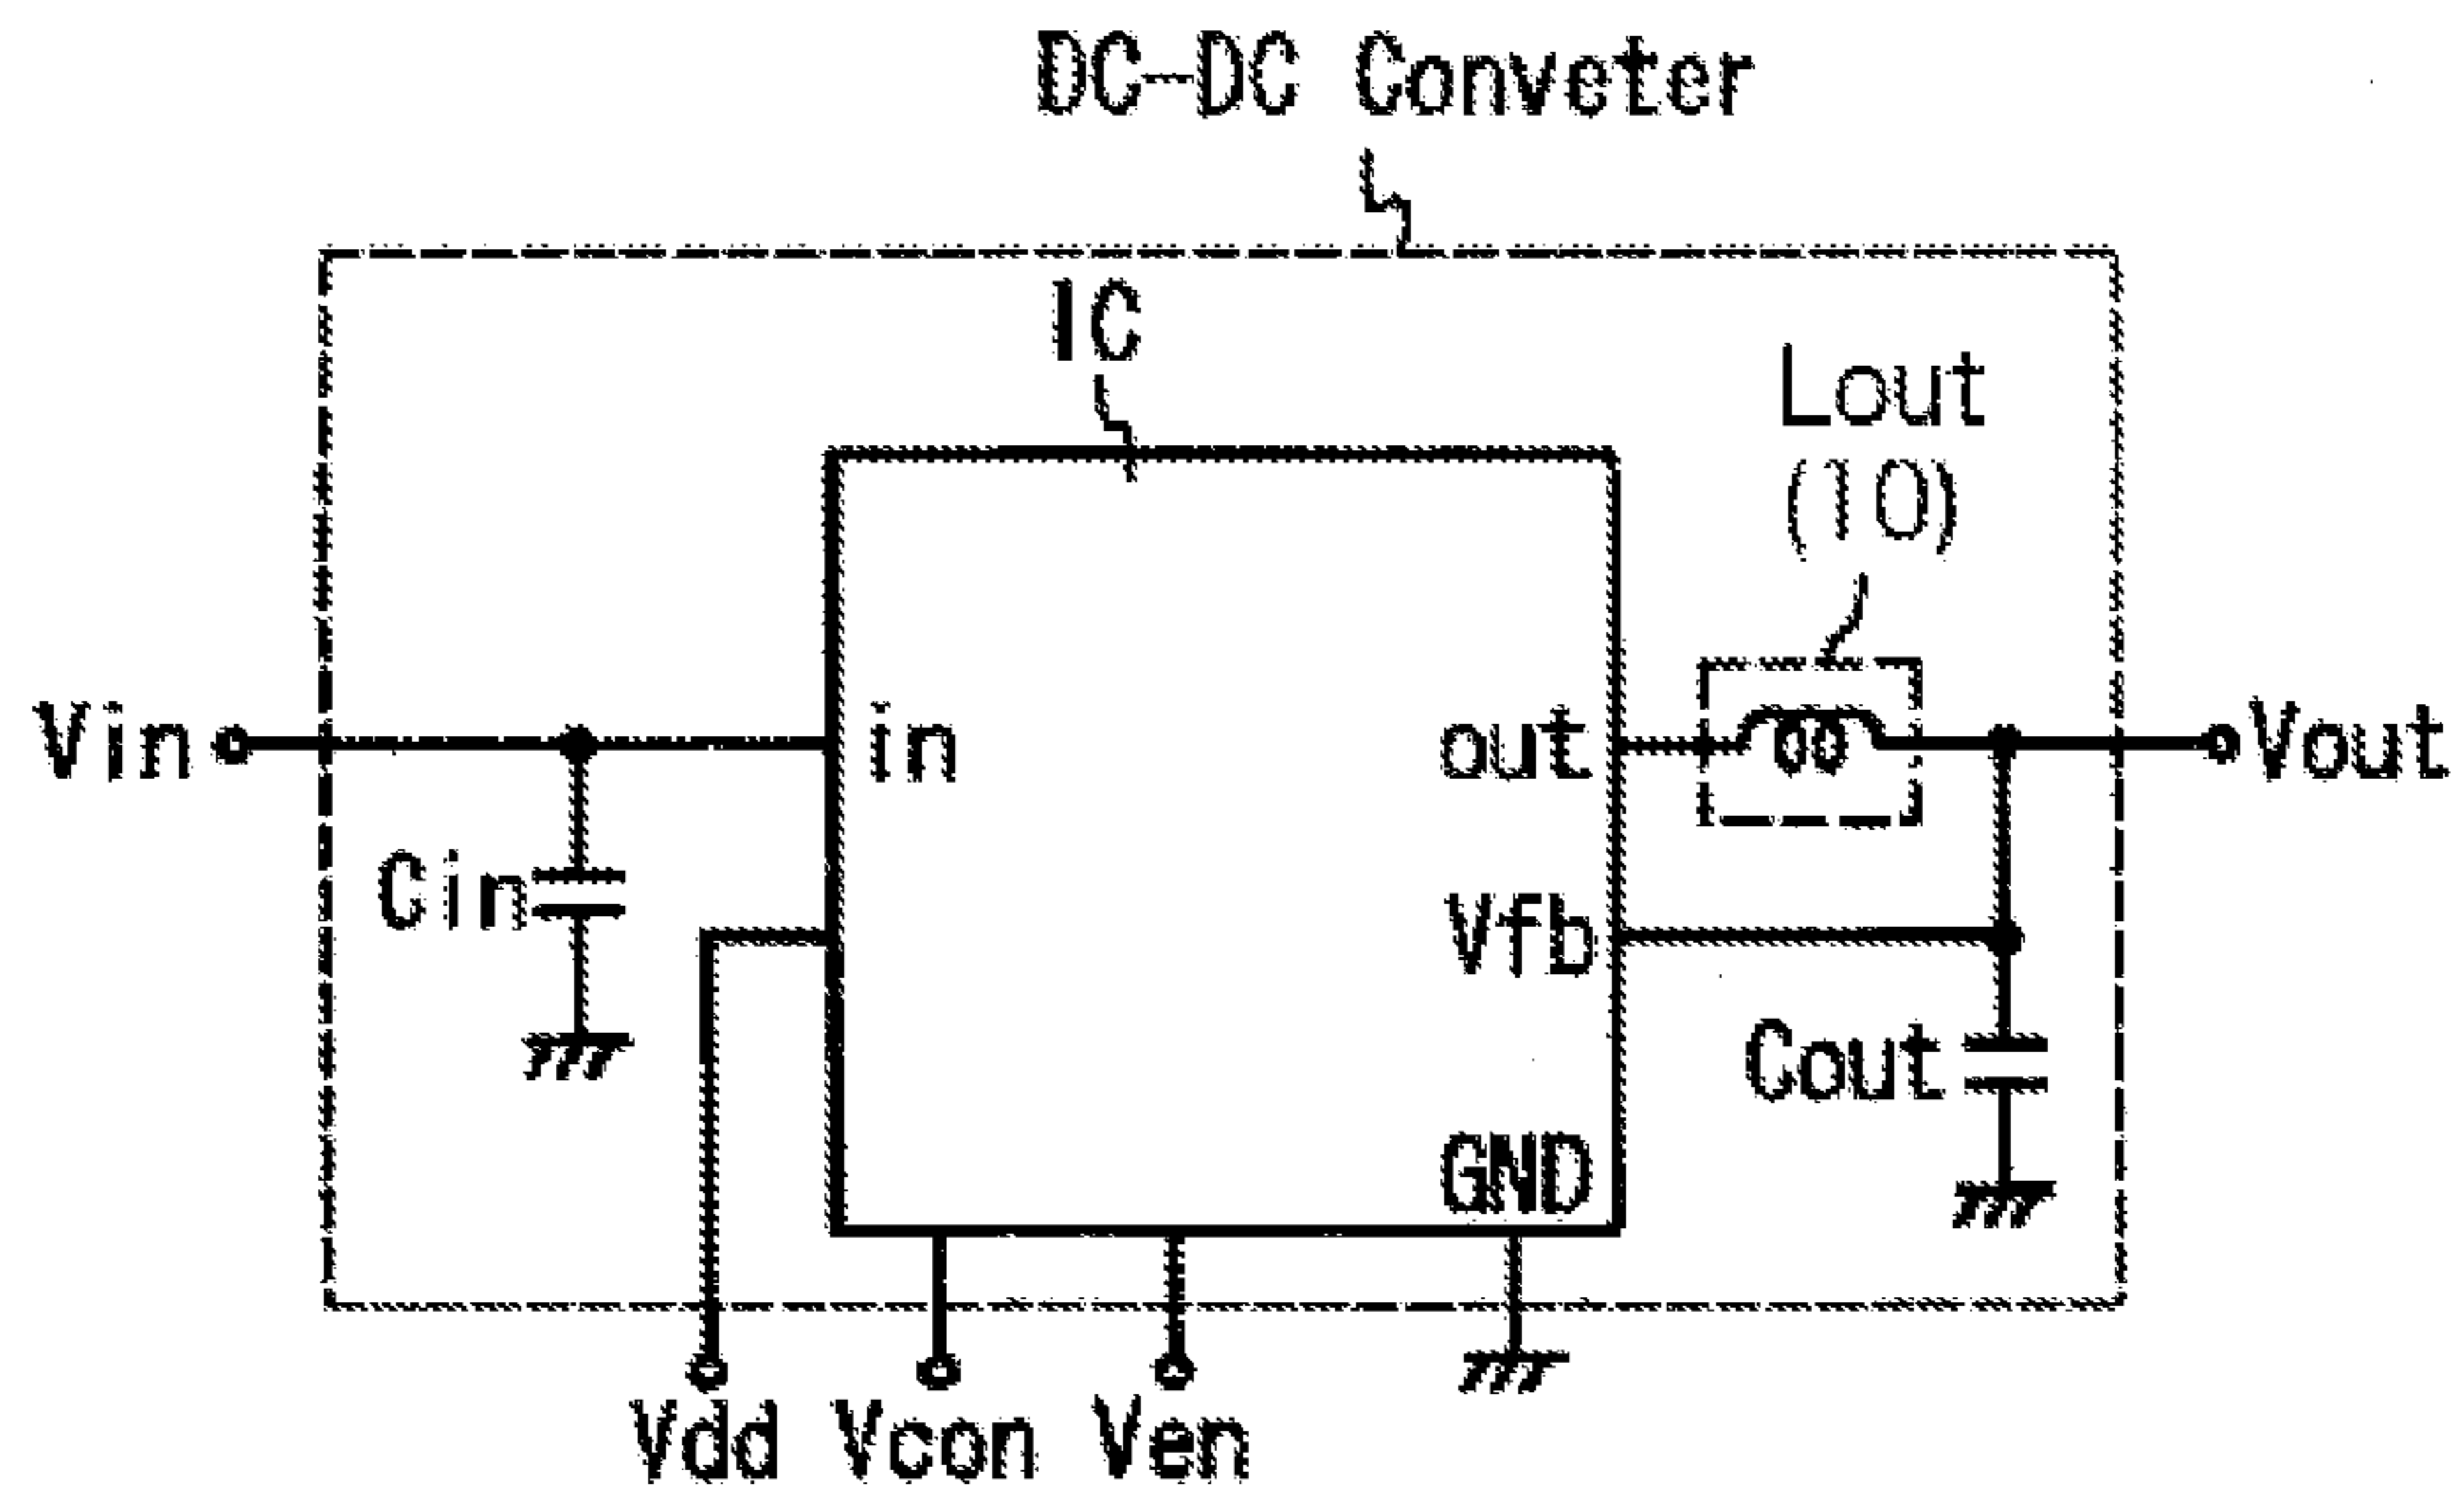 DC-DC Conveter
IC
Lout
(10)
Vin
in
out
Vout
Cin
Vfb
Cout
GND
Vdd Vcon Ven